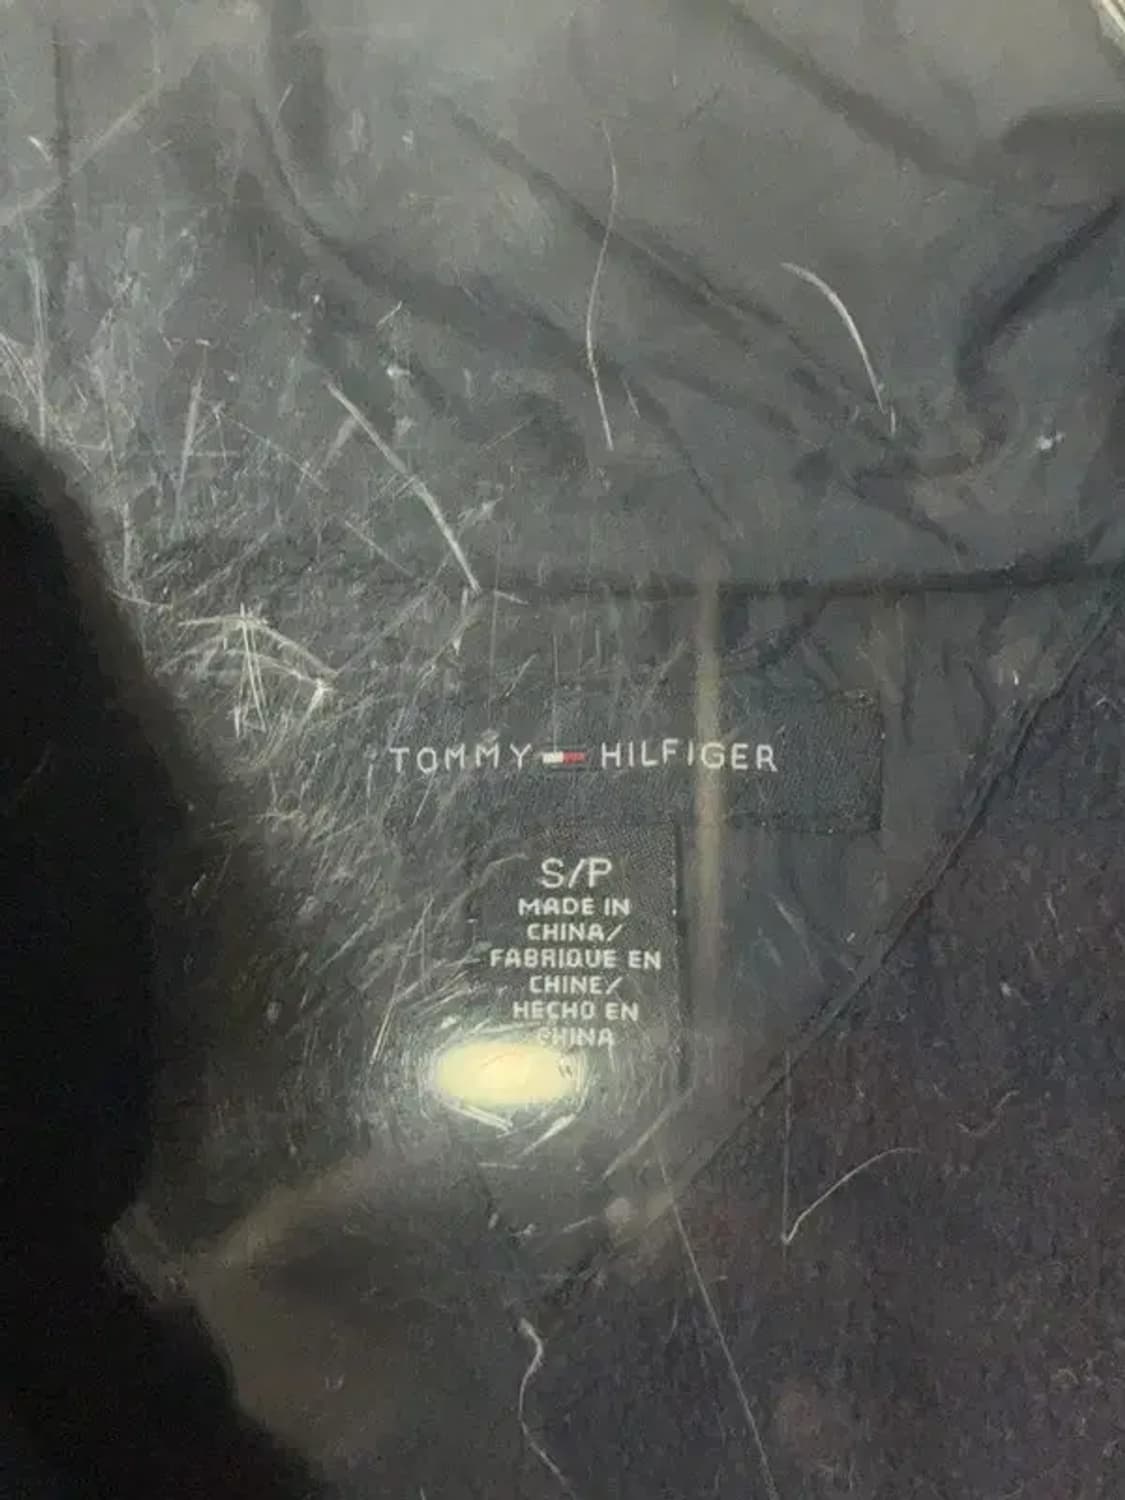 TOMMY HILFIGER
S/P
MADE IN
CHINA/
FABRIQUE EN
CHINE/
HECHO EN
CHINA